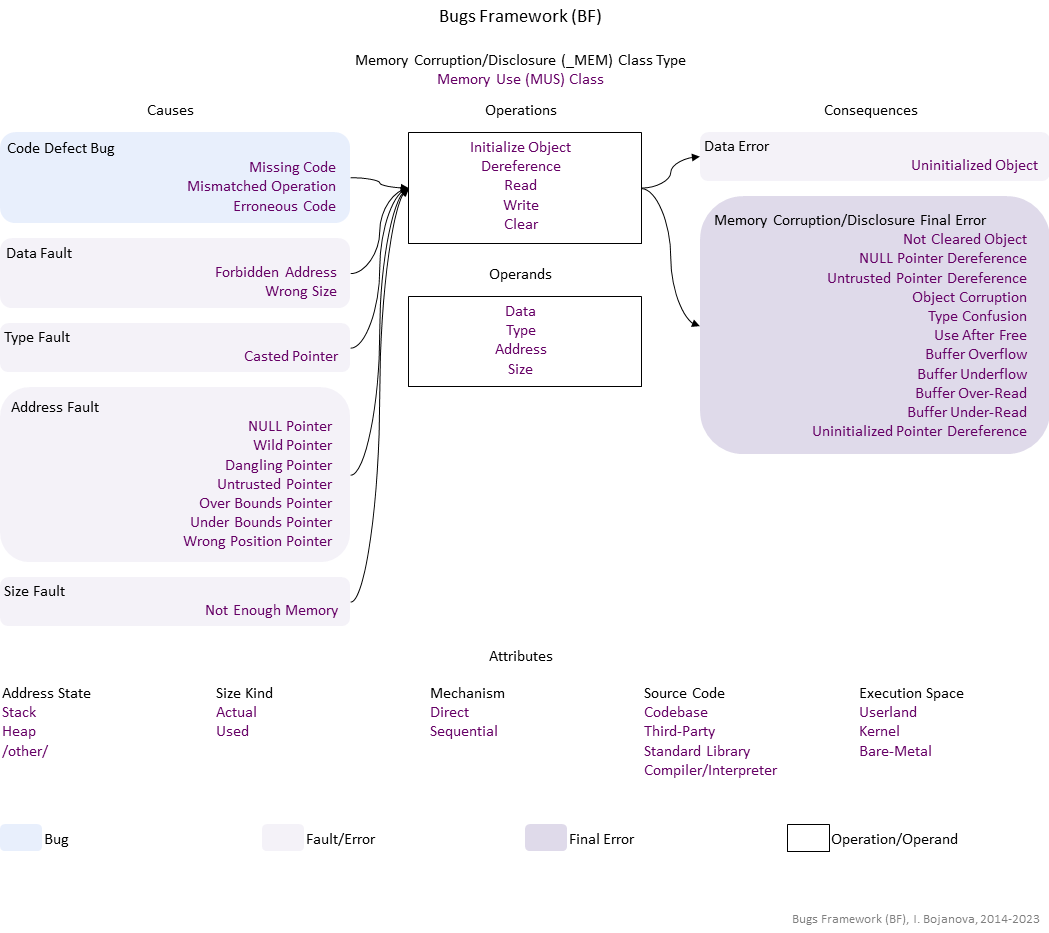 Bugs Framework (BF)
Memory Corruption/Disclosure (_MEM) Class Type
Memory Use (MUS) Class
Causes
Code Defect Bug
Missing Code
Mismatched Operation
Erroneous Code
Data Fault
Forbidden Address
Wrong Size
Type Fault
Casted Pointer
Address Fault
NULL Pointer
Wild Pointer
Dangling Pointer
Untrusted Pointer
Over Bounds Pointer
Under Bounds Pointer
Wrong Position Pointer
Size Fault
Not Enough Memory
Operations
Initialize Object
Dereference
Read
Write
Clear
Operands
Data
Type
Address
Size
Consequences
Data Error
Uninitialized Object
Memory Corruption/Disclosure Final Error
Not Cleared Object
NULL Pointer Dereference
Untrusted Pointer Dereference
Object Corruption
Type Confusion
Use After Free
Buffer Overflow
Buffer Underflow
Buffer Over-Read
Buffer Under-Read
Uninitialized Pointer Dereference
Attributes
Address State
Stack
Heap
/other/
Size Kind
Actual
Used
Mechanism
Direct
Sequential
Source Code
Codebase
Third-Party
Standard Library
Compiler/Interpreter
Execution Space
Userland
Kernel
Bare-Metal
Bug
Fault/Error
Final Error
Operation/Operand
Bugs Framework (BF), I. Bojanova, 2014-2023